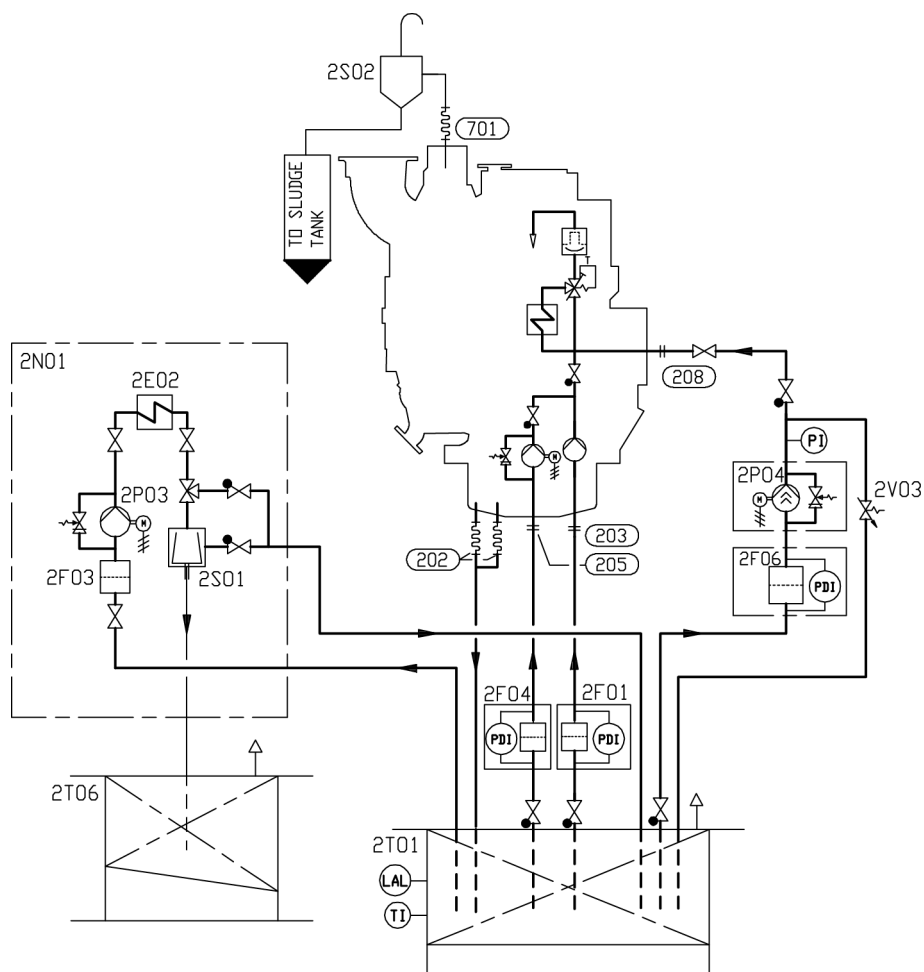 2S02
701
TO SLUDGE
TANK
T
2N01
2E02
208
PI
2P04
M
2V03
2P03
M
M
203
2F03
2S01
202
205
2F06
PDI
2F04
2F01
PDI
PDI
2T06
2T01
LAL
TI